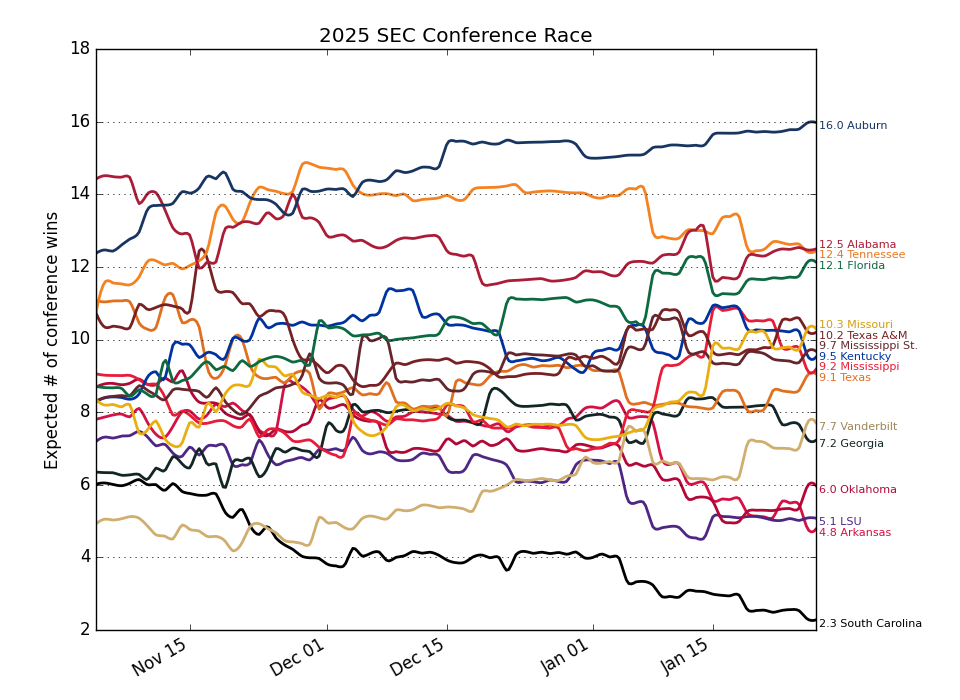 2025 SEC Conference Race
Expected # of conference wins
18
16
14
12
10
8
6
4
2
Nov 15
Dec 01
Dec 15
Jan 01
Jan 15
16.0 Auburn
12.5 Alabama
12.4 Tennessee
12.1 Florida
10.3 Missouri
10.2 Texas A&M
9.7 Mississippi St.
9.5 Kentucky
9.2 Mississippi
9.1 Texas
7.7 Vanderbilt
7.2 Georgia
6.0 Oklahoma
5.1 LSU
4.8 Arkansas
2.3 South Carolina